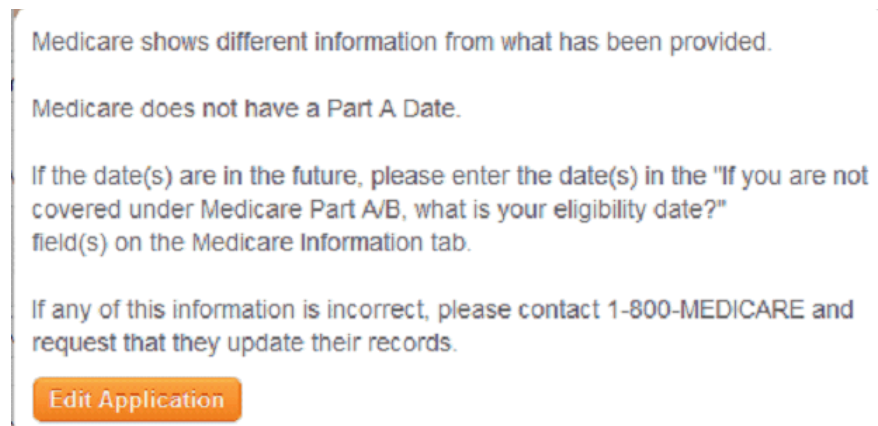 Medicare shows different information from what has been provided.
Medicare does not have a Part A Date.
If the date(s) are in the future, please enter the date(s) in the "If you are not
covered under Medicare Part A/B, what is your eligibility date?"
field(s) on the Medicare Information tab.
If any of this information is incorrect, please contact 1-800-MEDICARE and
request that they update their records.
Edit Application